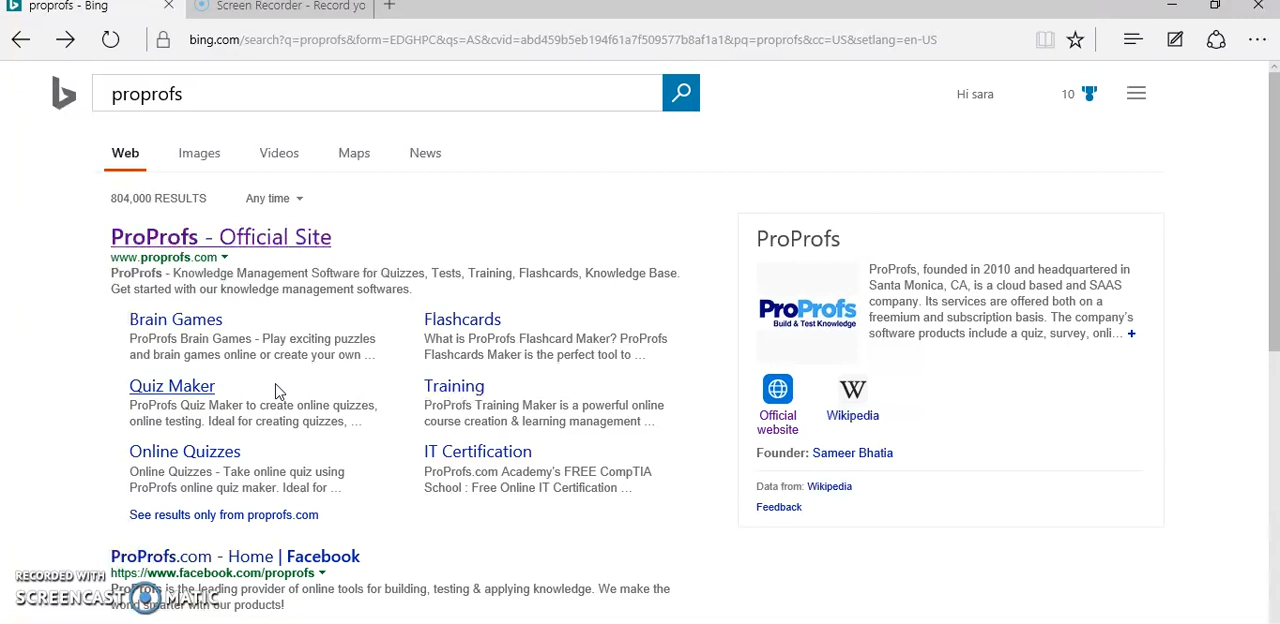 proprofs - Bing
Screen Recorder - Record yo
bing.com/search?q=proprofs&form=EDGHPC&qs=AS&cvid=abd459b5eb194f61a7f509577b8af1a1&pq=proprofs&cc=US&setlang=en-US
proprofs
Hi sara
10
Web
Images
Videos
Maps
News
804,000 RESULTS
Any time
ProProfs - Official Site
www.proprofs.com
ProProfs - Knowledge Management Software for Quizzes, Tests, Training, Flashcards, Knowledge Base.
Get started with our knowledge management softwares.
Brain Games
ProProfs Brain Games - Play exciting puzzles
and brain games online or create your own ...
Flashcards
What is ProProfs Flashcard Maker? ProProfs
Flashcards Maker is the perfect tool to ...
Quiz Maker
ProProfs Quiz Maker to create online quizzes,
online testing. Ideal for creating quizzes, ...
Training
ProProfs Training Maker is a powerful online
course creation & learning management ...
Online Quizzes
Online Quizzes - Take online quiz using
ProProfs online quiz maker. Ideal for ...
IT Certification
ProProfs.com Academy's FREE CompTIA
School : Free Online IT Certification ...
See results only from proprofs.com
ProProfs.com - Home | Facebook
https://www.facebook.com/proprofs
ProProfs is the leading provider of online tools for building, testing & applying knowledge. We make the
world smarter with our products!
ProProfs
ProProfs
Build & Test Knowledge
ProProfs, founded in 2010 and headquartered in
Santa Monica, CA, is a cloud based and SAAS
company. Its services are offered both on a
freemium and subscription basis. The company's
software products include a quiz, survey, onli... +
W
Official
website
Wikipedia
Founder: Sameer Bhatia
Data from: Wikipedia
Feedback
RECORDED WITH
SCREENCAST MATIC